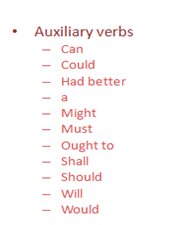 • Auxiliary verbs
– Can
– Could
– Had better
– a
– Might
– Must
– Ought to
– Shall
– Should
– Will
– Would